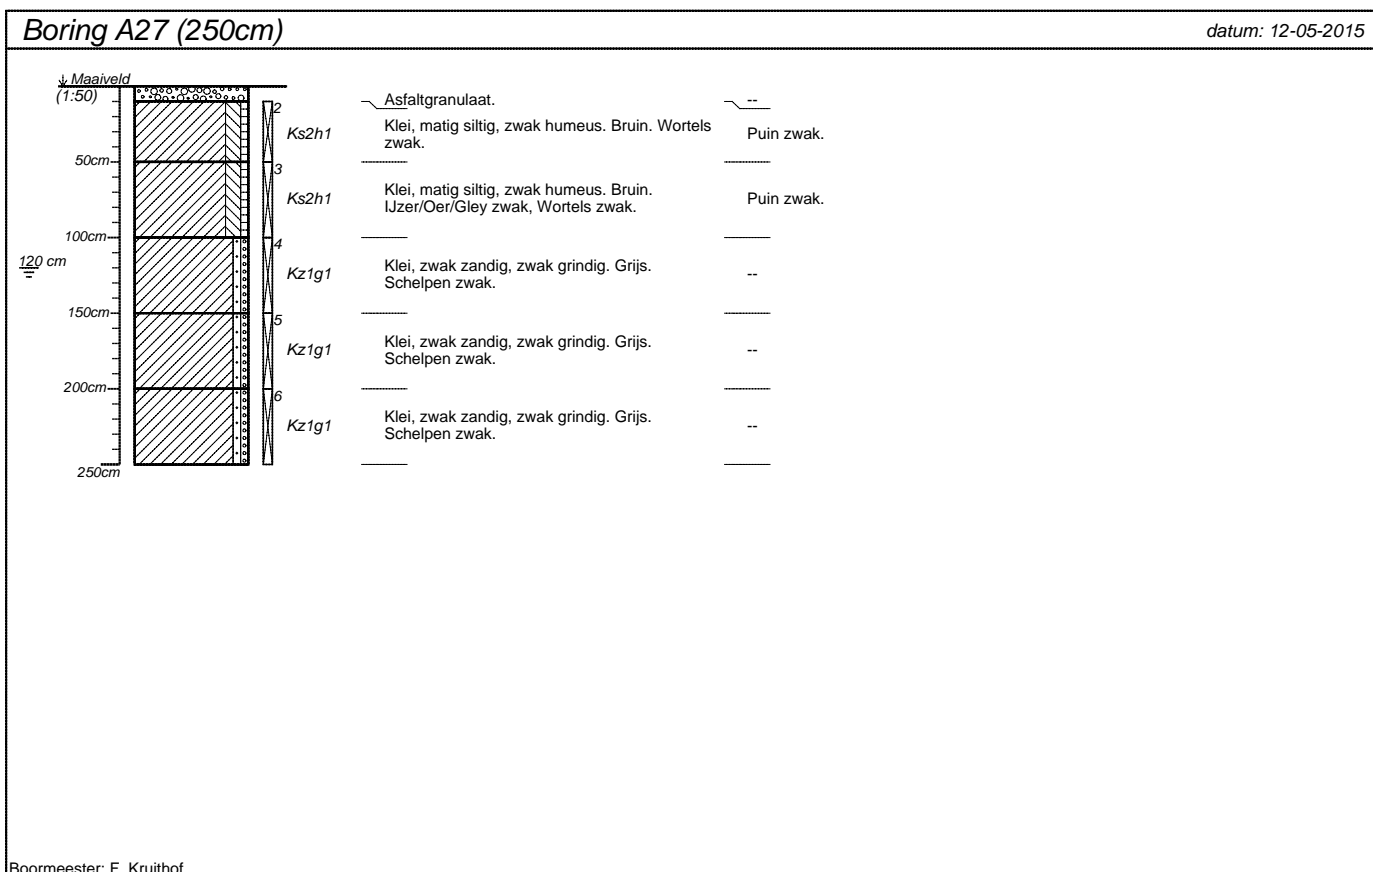 Boring A27 (250cm)
datum: 12-05-2015
Maaiveld
(1:50)
Asfaltgranulaat.
--
2
Ks2h1
Klei, matig siltig, zwak humeus. Bruin. Wortels
zwak.
Puin zwak.
50cm
3
Ks2h1
Klei, matig siltig, zwak humeus. Bruin.
IJzer/Oer/Gley zwak, Wortels zwak.
Puin zwak.
100cm
4
120 cm
Kz1g1
Klei, zwak zandig, zwak grindig. Grijs.
Schelpen zwak.
--
150cm
5
Kz1g1
Klei, zwak zandig, zwak grindig. Grijs.
Schelpen zwak.
--
200cm
6
Kz1g1
Klei, zwak zandig, zwak grindig. Grijs.
Schelpen zwak.
--
250cm
Boormeester: F. Kruithof